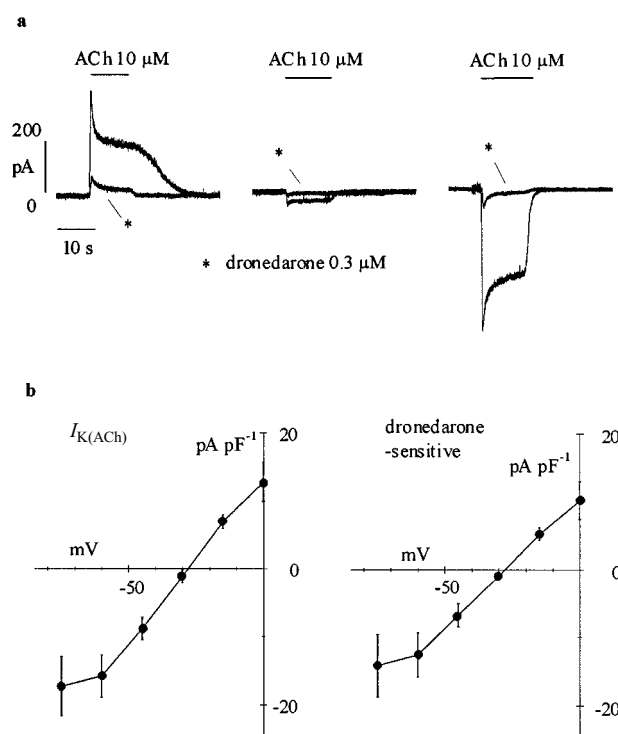 a
ACh 10 µM ACh 10 µM ACh 10 µM
* * 
200
pA
0
*
10 s
* dronedarone 0.3 µM
b
I K(ACh) pA pF-1 20
dronedarone
-sensitive pA pF-1 20
mV -50 0
mV -50 0
-20 -20